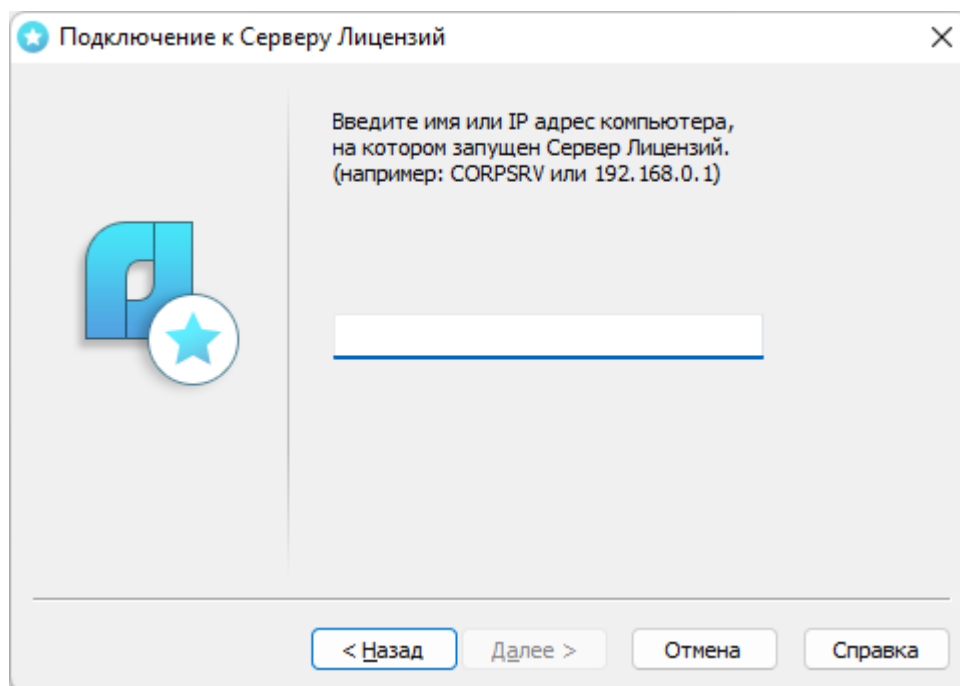 Подключение к Серверу Лицензий
Введите имя или IP адрес компьютера,
на котором запущен Сервер Лицензий.
(например: CORPSRV или 192.168.0.1)
< Назад
Далее >
Отмена
Справка